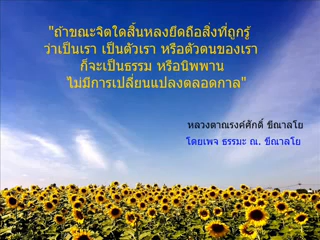 "ถ้าขณะจิตใดสิ้นหลงยึดถือสิ่งที่ถูกรู้
ว่าเป็นเรา เป็นตัวเรา หรือตัวตนของเรา
ก็จะเป็นธรรม หรือนิพพาน
ไม่มีการเปลี่ยนแปลงตลอดกาล"
หลวงตาณรงค์ศักดิ์ ขีณาลโย
โดยเพจ ธรรมะ ณ. ขีณาลโย